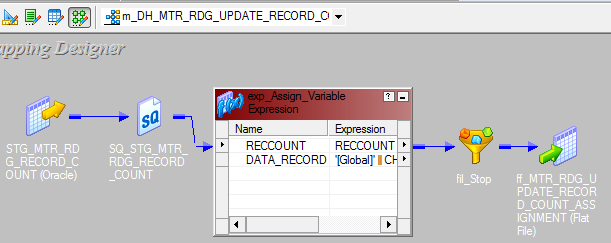 m_DH_MTR_RDG_UPDATE_RECORD_C
apping Designer
exp_Assign_Variable
Expression
Name Expression
RECCOUNT RECCOUNT
DATA_RECORD '[Global]' || CH
f(x)
SQ
STG_MTR_RD
G_RECORD_C
OUNT (Oracle)
SQ_STG_MTR_
RDG_RECORD
_COUNT
fil_Stop
ff_MTR_RDG_U
PDATE_RECOR
D_COUNT_ASS
IGNMENT (Flat
File)